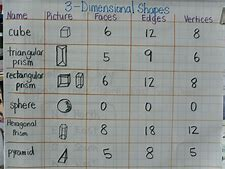 3-Dimensional Shapes
Name Picture Faces Edges Vertices
cube 6 12 8
triangular prism 5 9 6
rectangular prism 6 12 8
sphere 0 0 0
Hexagonal Prism 8 18 12
pyramid 5 8 5